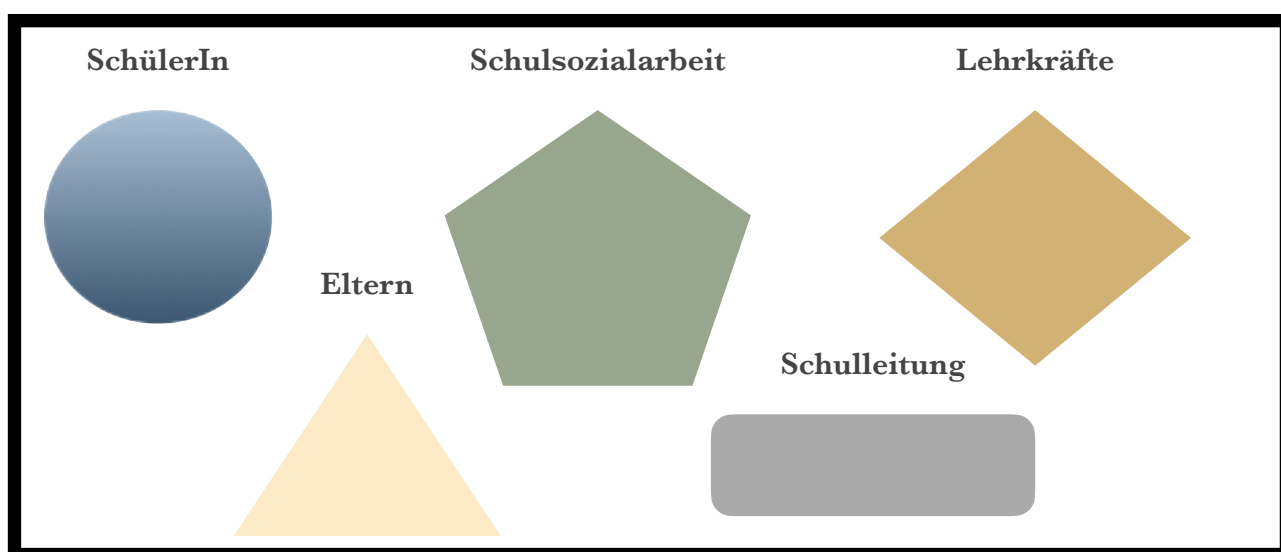 SchülerIn
Schulsozialarbeit
Lehrkräfte
Eltern
Schulleitung